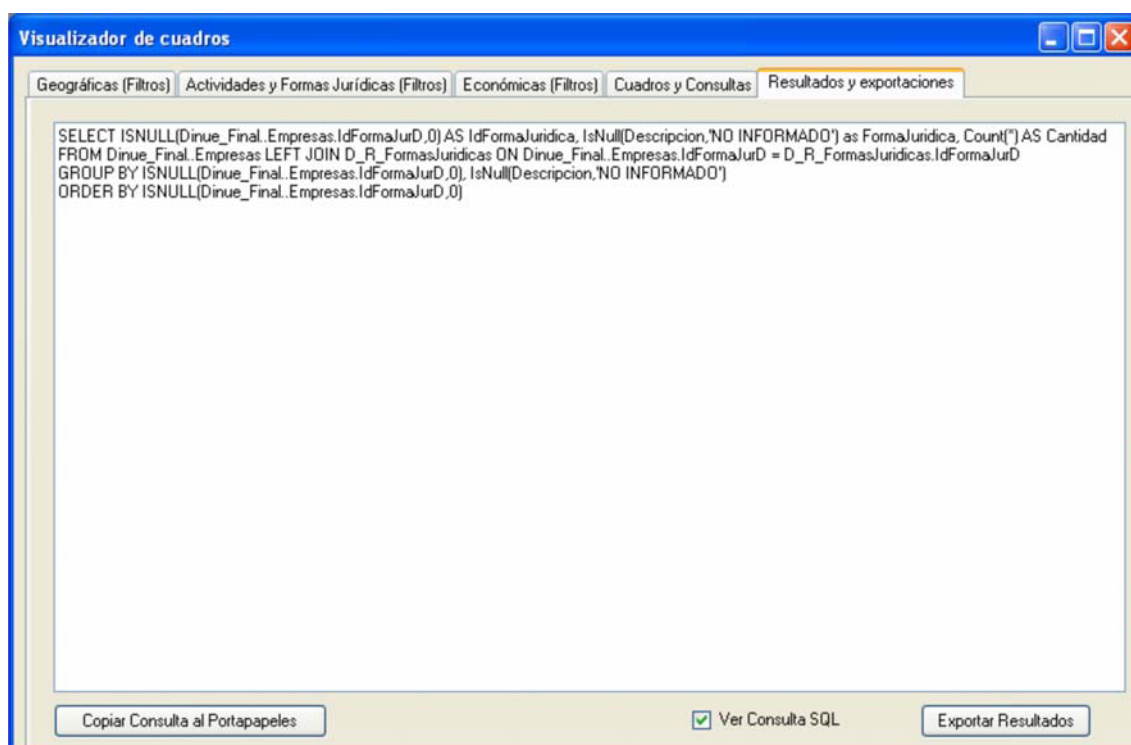 Visualizador de cuadros
Geográficas (Filtros) Actividades y Formas Jurídicas (Filtros) Económicas (Filtros) Cuadros y Consultas Resultados y exportaciones
SELECT ISNULL(Dinue_Final..Empresas.IdFormaJurD,0) AS IdFormaJuridica, IsNull(Descripcion,'NO INFORMADO') as FormaJuridica, Count(*) AS Cantidad
FROM Dinue_Final..Empresas LEFT JOIN D_R_FormasJuridicas ON Dinue_Final..Empresas.IdFormaJurD = D_R_FormasJuridicas.IdFormaJurD
GROUP BY ISNULL(Dinue_Final..Empresas.IdFormaJurD,0), IsNull(Descripcion,'NO INFORMADO')
ORDER BY ISNULL(Dinue_Final..Empresas.IdFormaJurD,0)
Copiar Consulta al Portapapeles Ver Consulta SQL Exportar Resultados